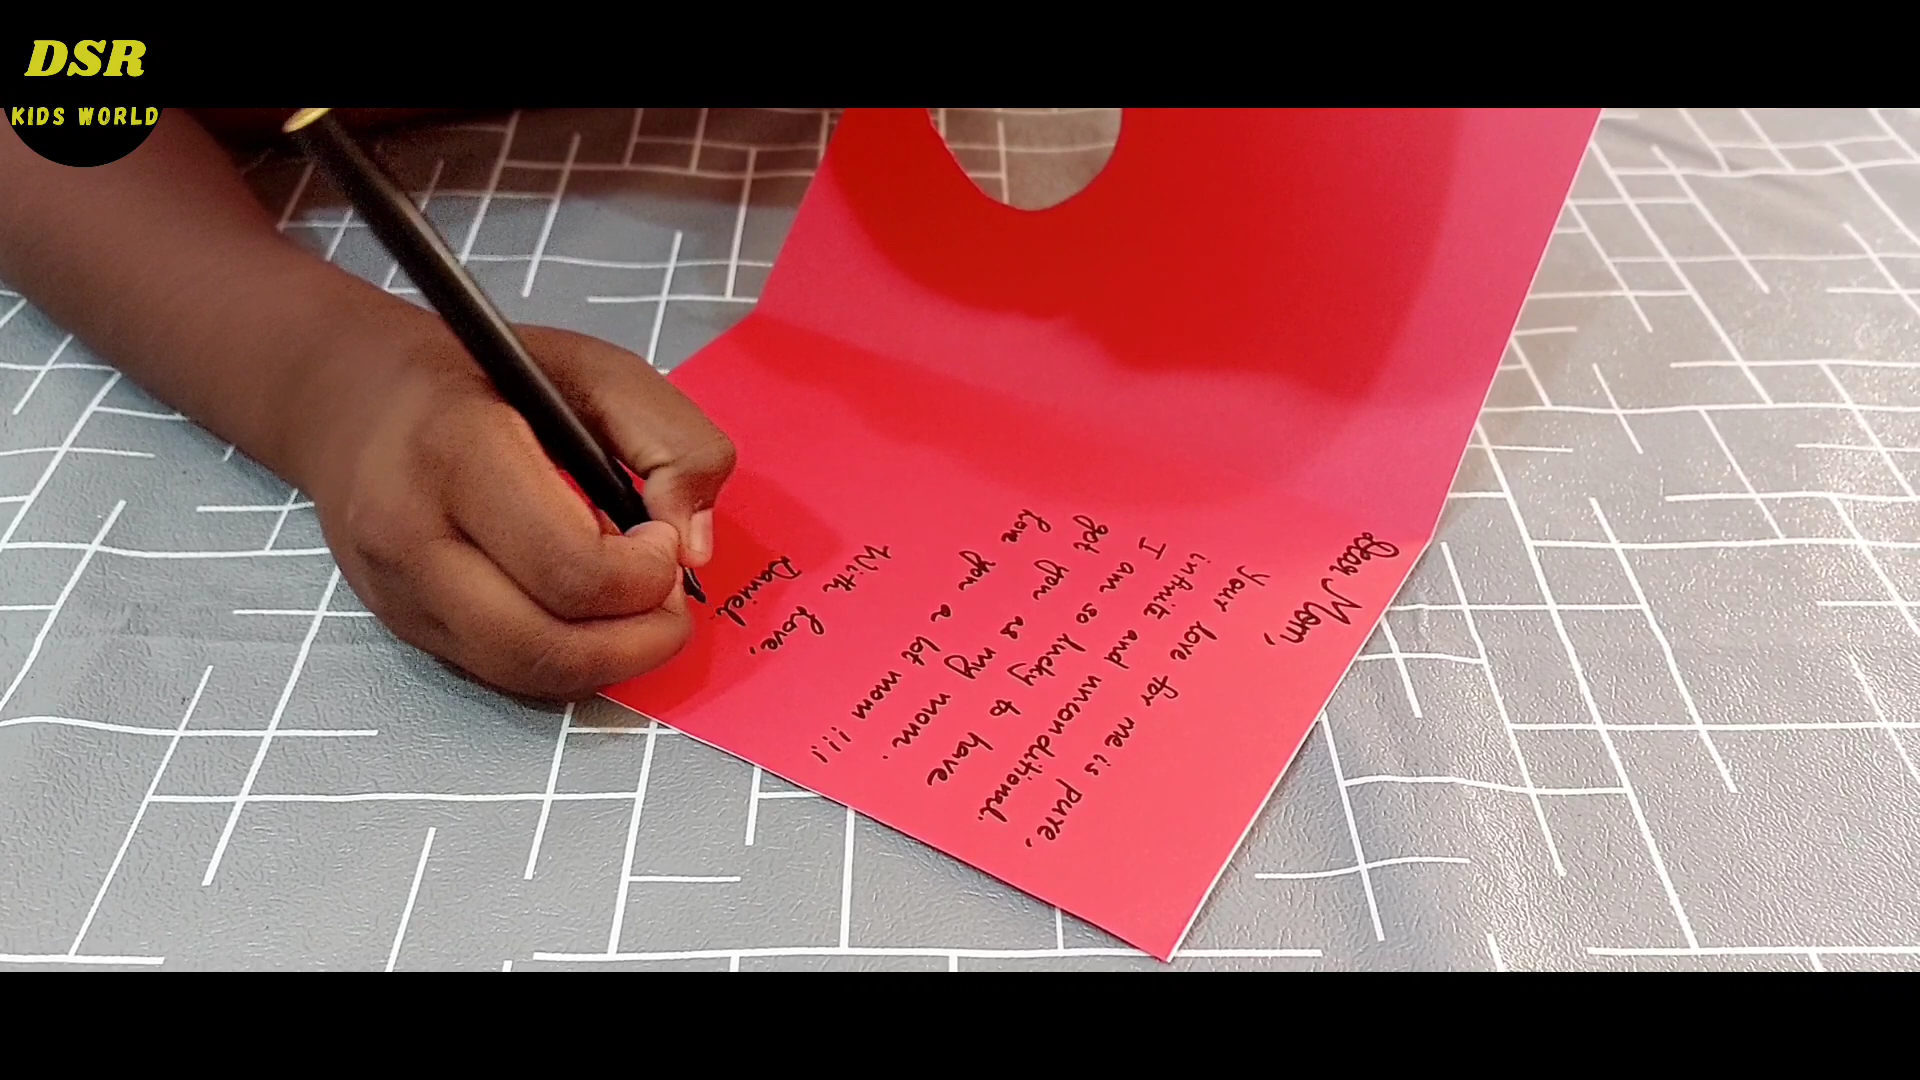 DSR
KIDS WORLD
Dear Mom,
Your love for me is pure,
infinite and unconditional.
I am so lucky to have
got you as my mom.
Love you a lot mom !!!!
With Love,
Daniel.